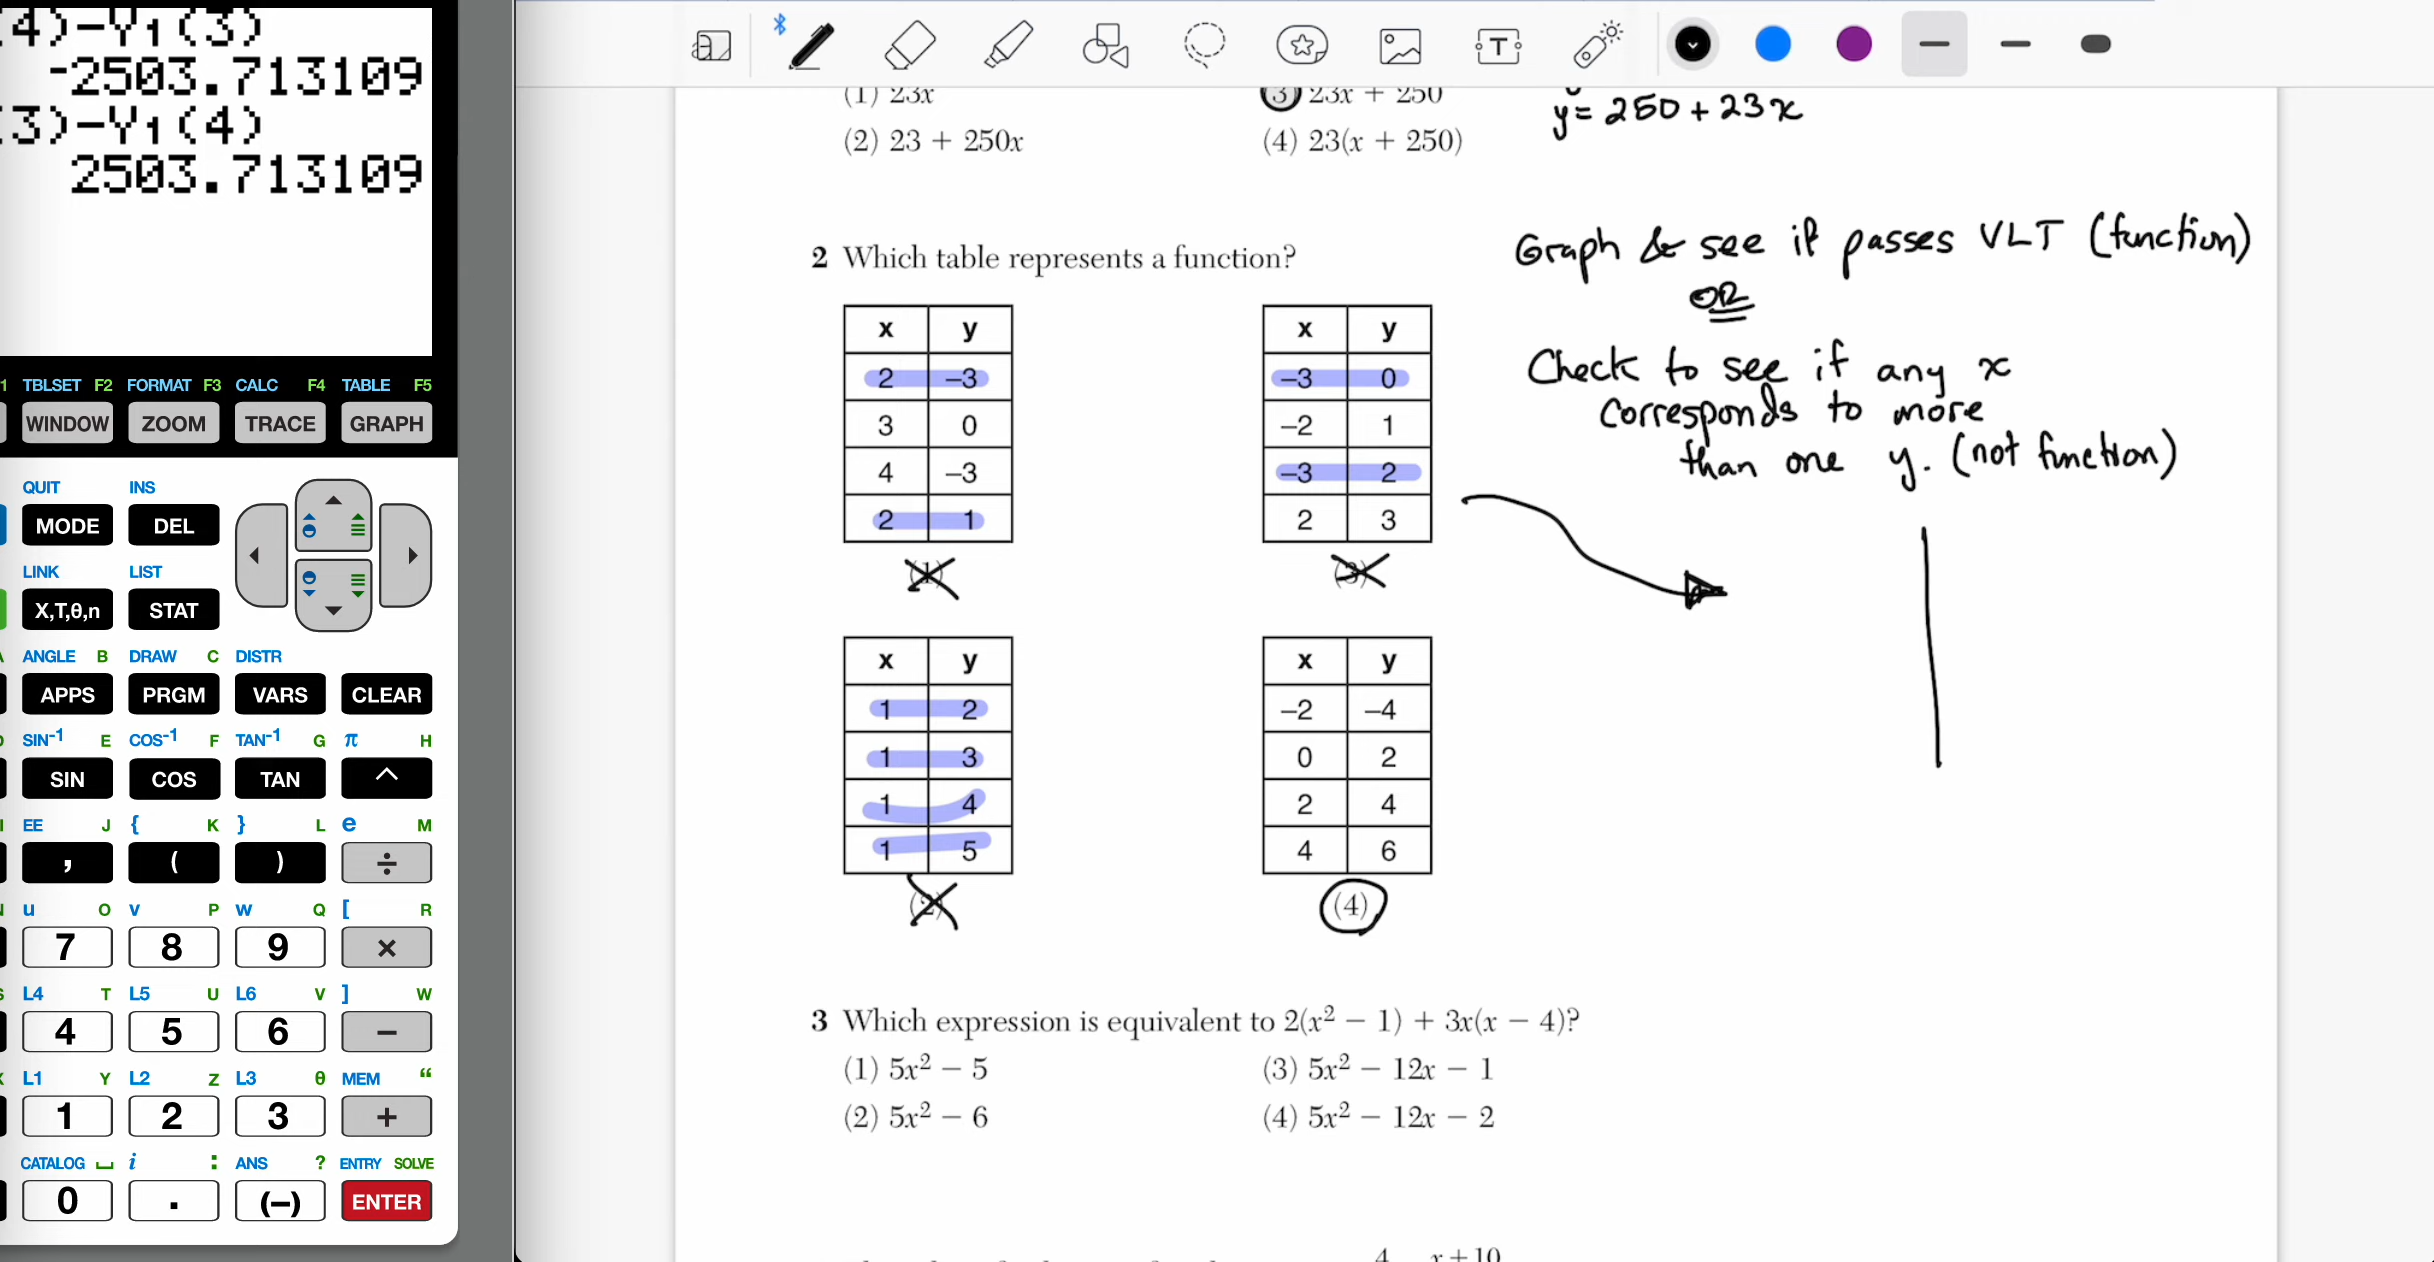 4)-Y1(3)
-2503.713109
3)-Y1(4)
2503.713109
1 TBLSET F2 FORMAT F3 CALC F4 TABLE F5
WINDOW ZOOM TRACE GRAPH
QUIT INS
MODE DEL
LINK LIST
X,T,θ,n STAT
ANGLE B DRAW C DISTR
APPS PRGM VARS CLEAR
SIN-1 E COS-1 F TAN-1 G π H
SIN COS TAN ^
EE J { K } L e M
, ( ) ÷
u O v P w Q [ R
7 8 9 ×
L4 T L5 U L6 V ] W
4 5 6 −
L1 Y L2 Z L3 θ MEM “
1 2 3 +
CATALOG ⎵ i : ANS ? ENTRY SOLVE
0 . (–) ENTER
T
(1) 23x (3) 23x + 250
y = 250 + 23x
(2) 23 + 250x (4) 23(x + 250)
2 Which table represents a function?
x y
2 –3
3 0
4 –3
2 1
(1)
x y
–3 0
–2 1
–3 2
2 3
(3)
x y
1 2
1 3
1 4
1 5
(2)
x y
–2 –4
0 2
2 4
4 6
(4)
Graph & see if passes VLT (function)
OR
Check to see if any x
corresponds to more
than one y. (not function)
3 Which expression is equivalent to 2(x² − 1) + 3x(x − 4)?
(1) 5x² − 5 (3) 5x² − 12x − 1
(2) 5x² − 6 (4) 5x² − 12x − 2
4 x + 10